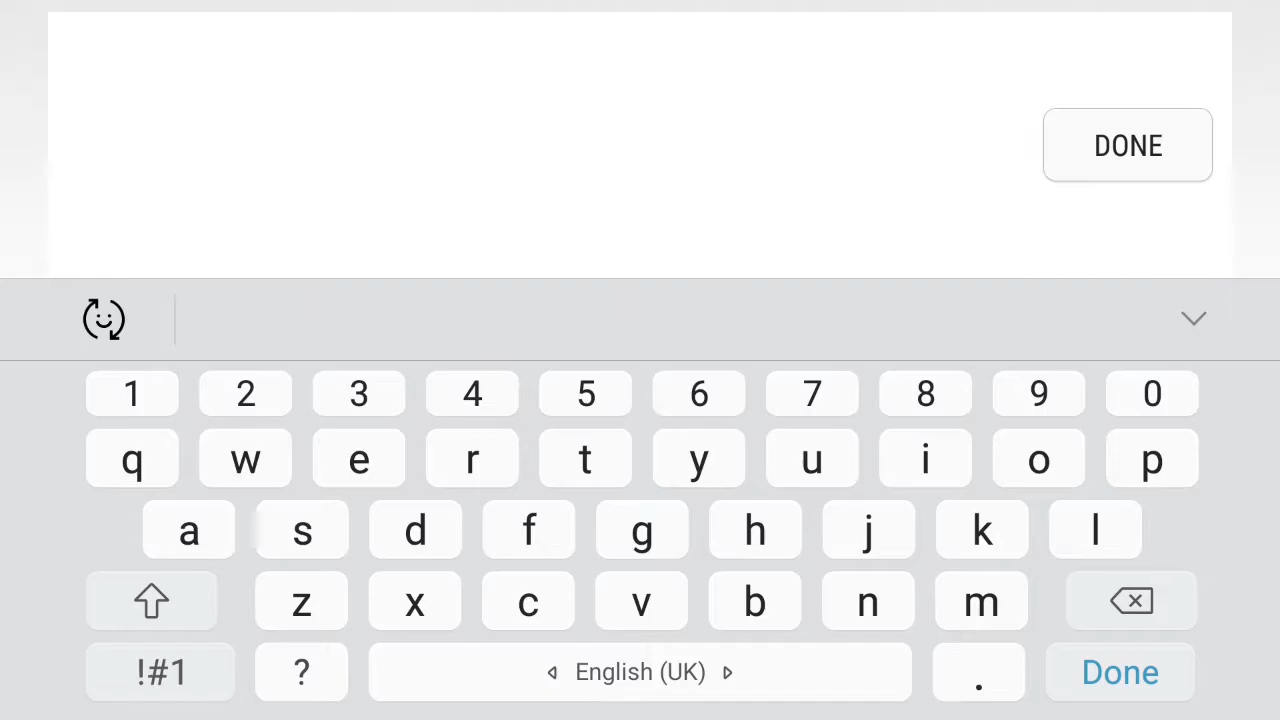 DONE
1 2 3 4 5 6 7 8 9 0
q w e r t y u i o p
a s d f g h j k l
z x c v b n m
!#1 ? English (UK) . Done